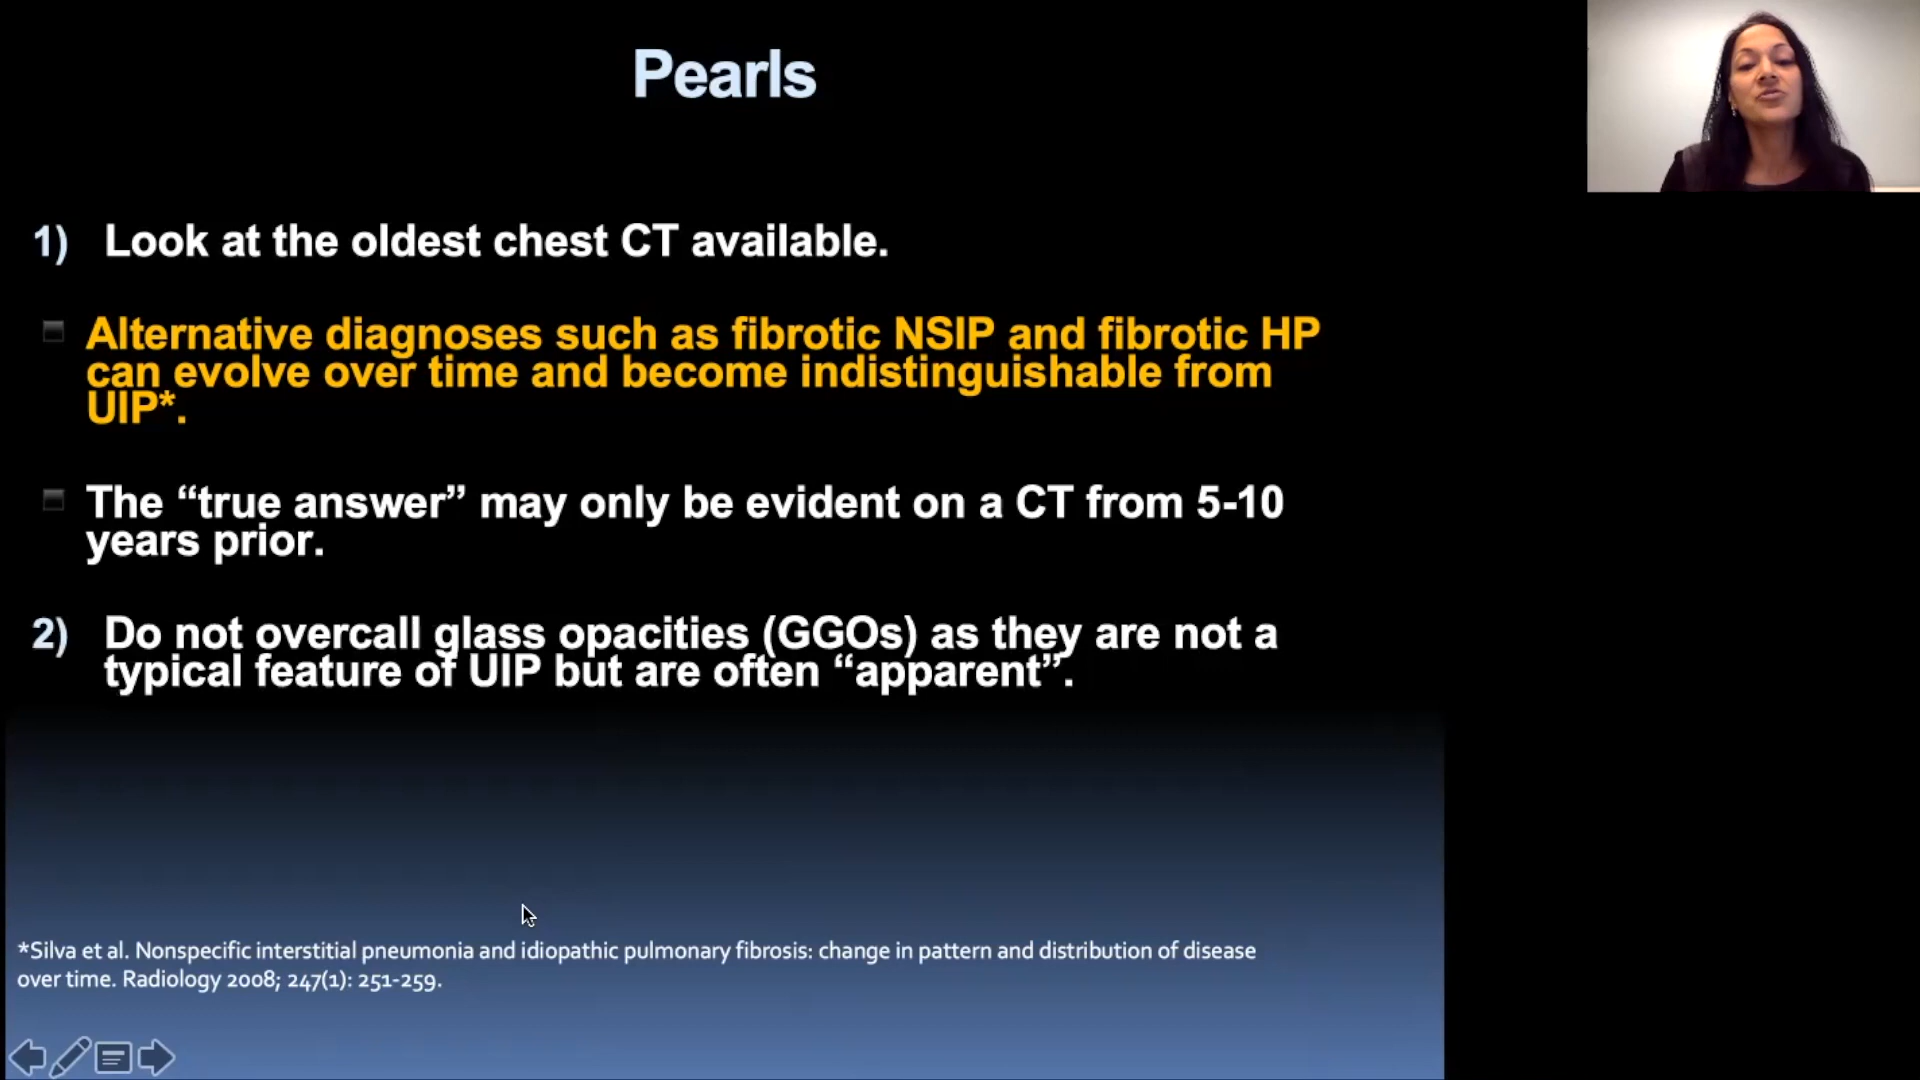 Pearls
1) Look at the oldest chest CT available.
Alternative diagnoses such as fibrotic NSIP and fibrotic HP
can evolve over time and become indistinguishable from
UIP*.
The “true answer” may only be evident on a CT from 5-10
years prior.
2) Do not overcall glass opacities (GGOs) as they are not a
typical feature of UIP but are often “apparent”.
*Silva et al. Nonspecific interstitial pneumonia and idiopathic pulmonary fibrosis: change in pattern and distribution of disease
over time. Radiology 2008; 247(1): 251-259.